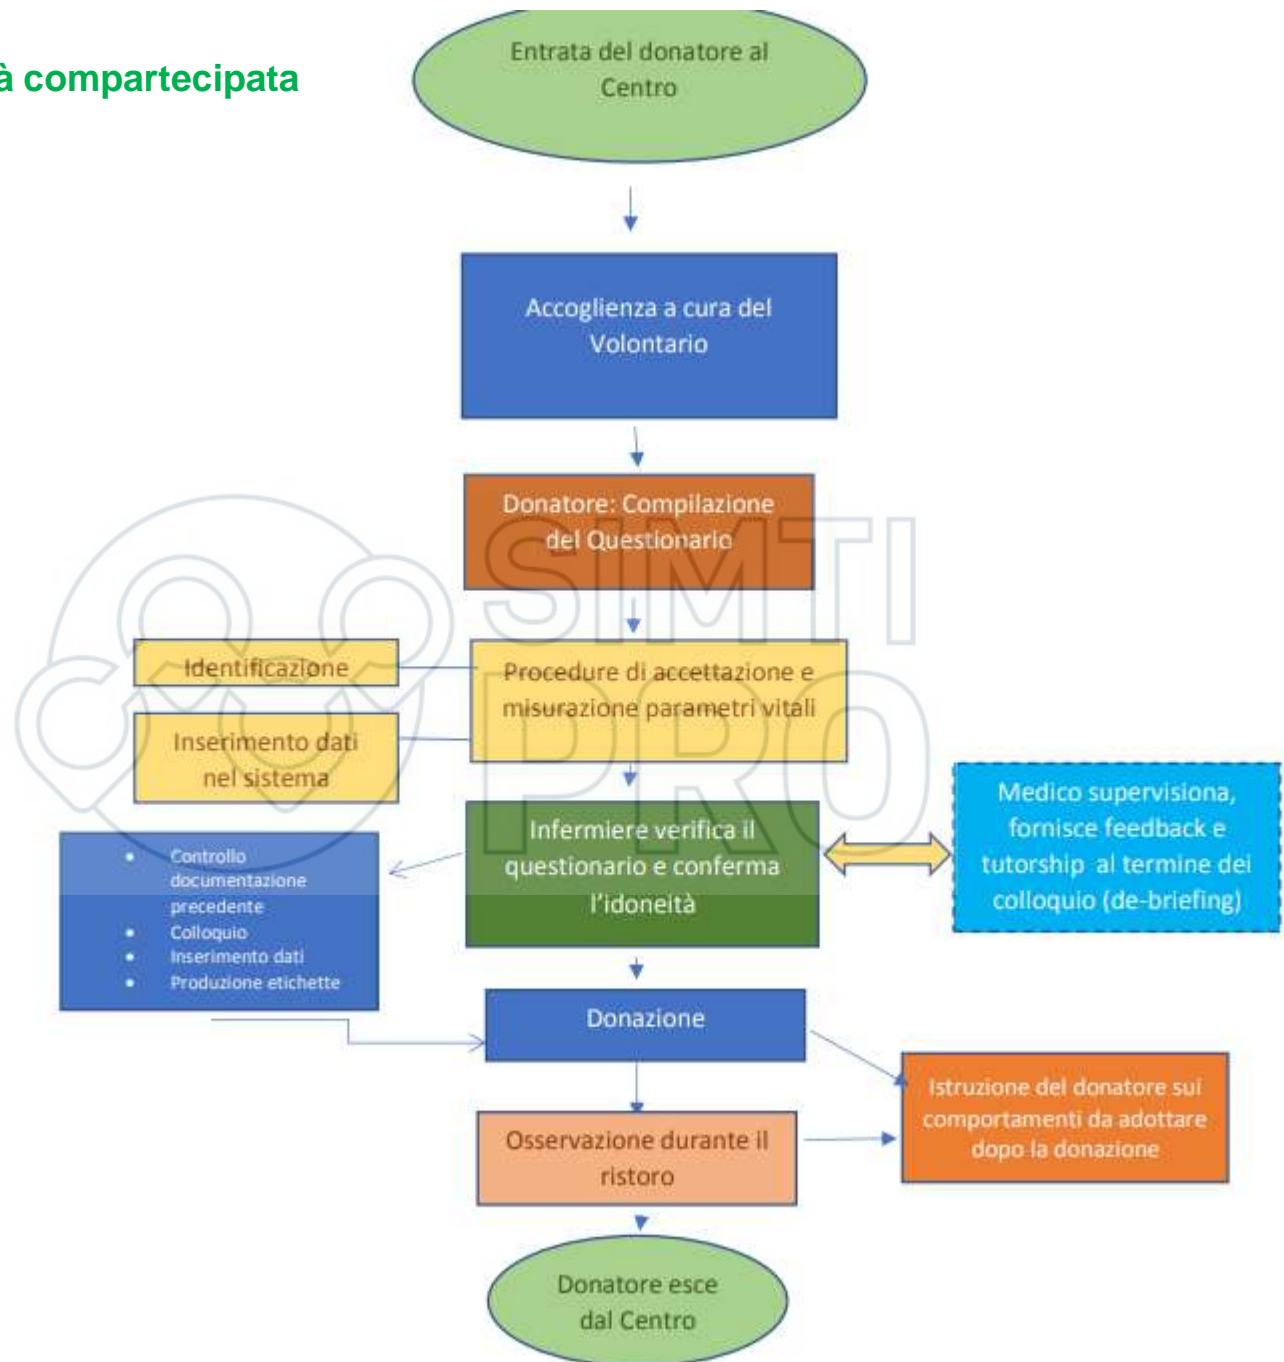 à compartecipata
Entrata del donatore al
Centro
Accoglienza a cura del
Volontario
Donatore: Compilazione
del Questionario
Identificazione
Procedure di accettazione e
misurazione parametri vitali
Inserimento dati
nel sistema
Infermiere verifica il
questionario e conferma
l'idoneità
Medico supervisiona,
fornisce feedback e
tutorship al termine dei
colloquio (de-briefing)
• Controllo
documentazione
precedente
• Colloquio
• Inserimento dati
• Produzione etichette
Donazione
Istruzione del donatore sui
comportamenti da adottare
dopo la donazione
Osservazione durante il
ristoro
Donatore esce
dal Centro
SIMTI
PRO